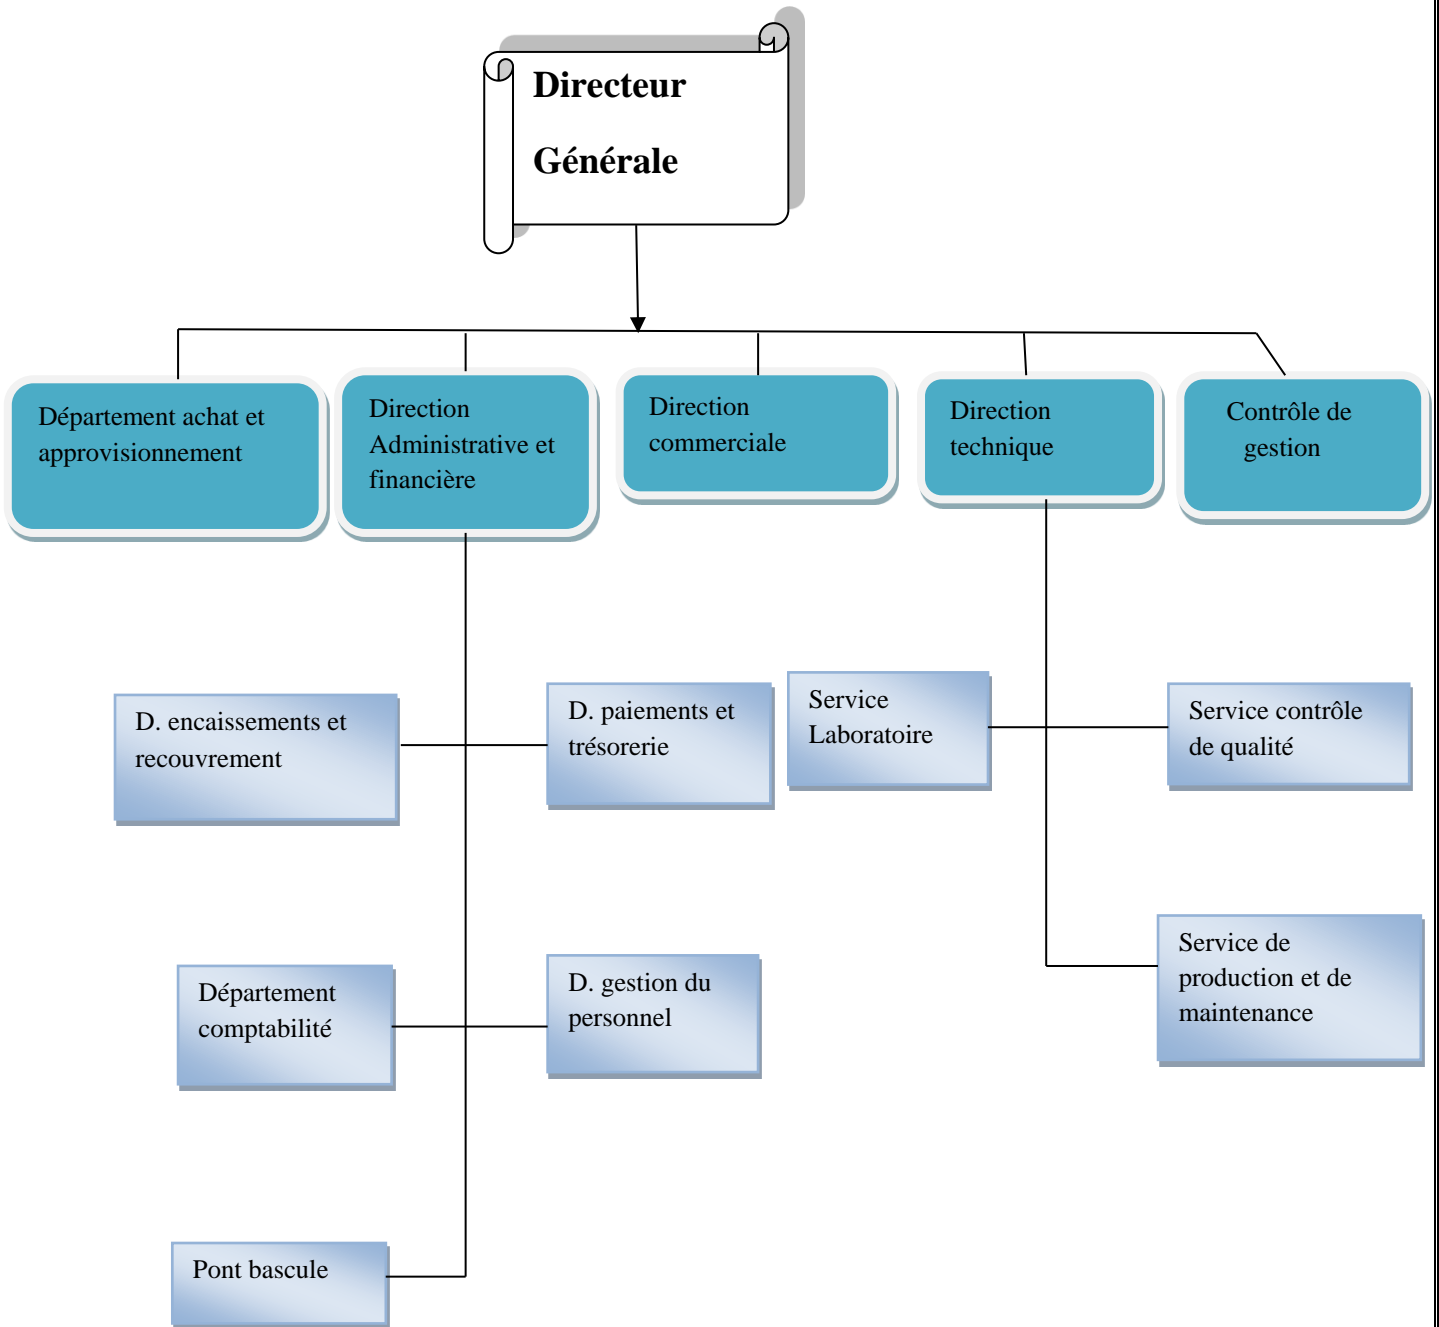 Directeur
Générale
Département achat et
approvisionnement
Direction
Administrative et
financière
Direction
commerciale
Direction
technique
Contrôle de
gestion
D. encaissements et
recouvrement
D. paiements et
trésorerie
Service
Laboratoire
Service contrôle
de qualité
Département
comptabilité
D. gestion du
personnel
Service de
production et de
maintenance
Pont bascule